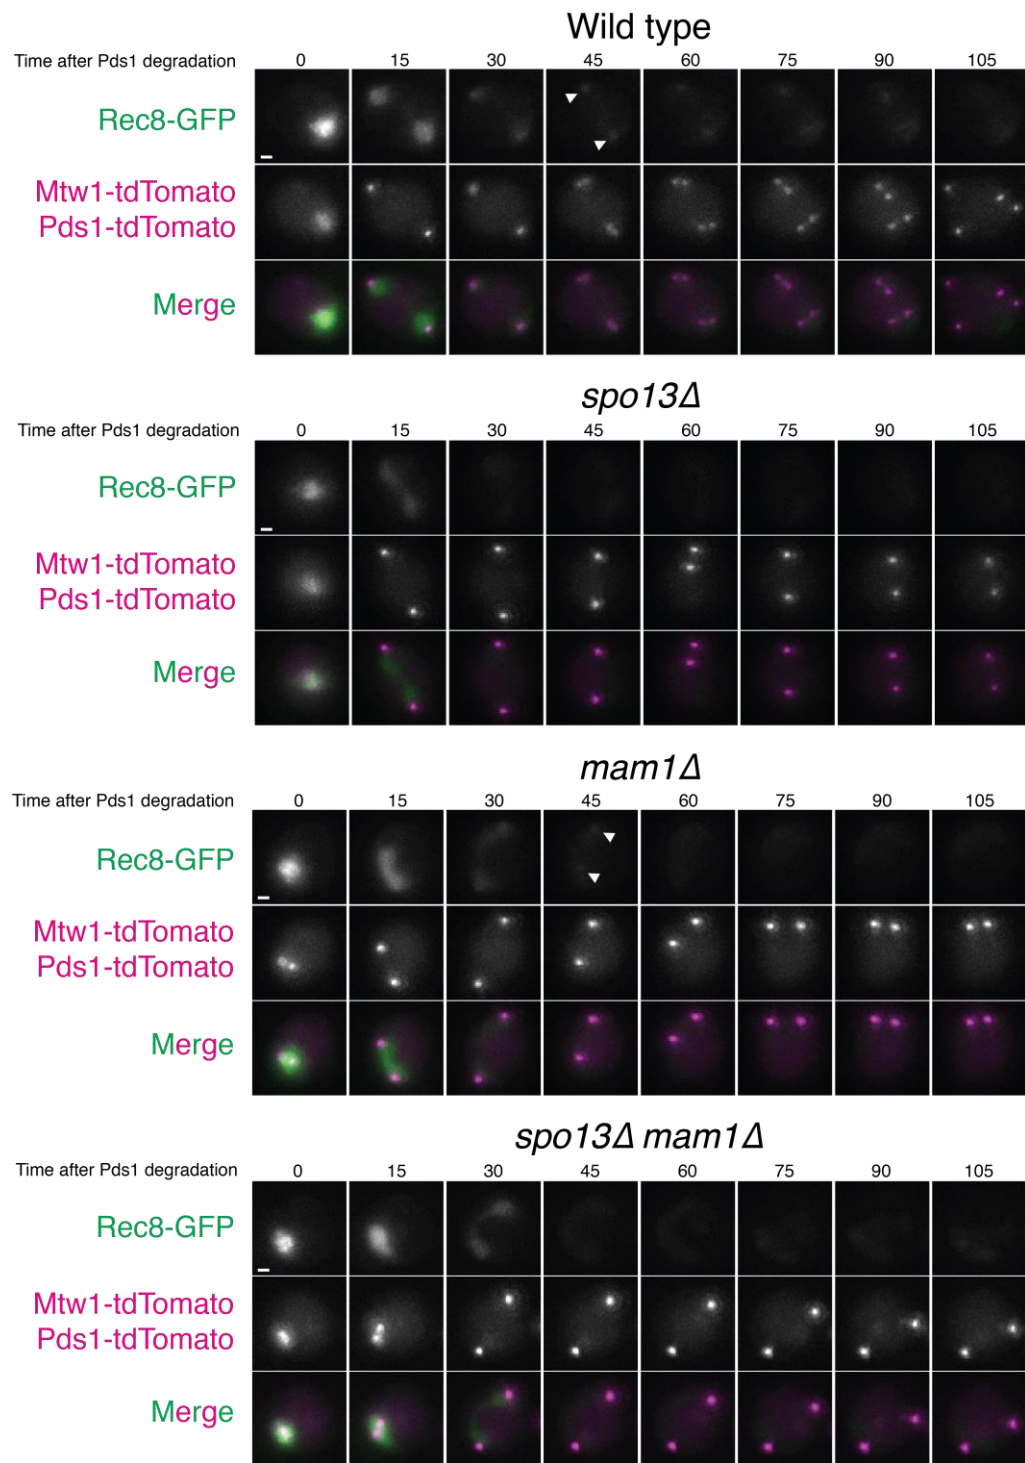 Wild type
Time after Pds1 degradation 0 15 30 45 60 75 90 105
Rec8-GFP
Mtw1-tdTomato
Pds1-tdTomato
Merge
spo13Δ
Time after Pds1 degradation 0 15 30 45 60 75 90 105
Rec8-GFP
Mtw1-tdTomato
Pds1-tdTomato
Merge
mam1Δ
Time after Pds1 degradation 0 15 30 45 60 75 90 105
Rec8-GFP
Mtw1-tdTomato
Pds1-tdTomato
Merge
spo13Δ mam1Δ
Time after Pds1 degradation 0 15 30 45 60 75 90 105
Rec8-GFP
Mtw1-tdTomato
Pds1-tdTomato
Merge